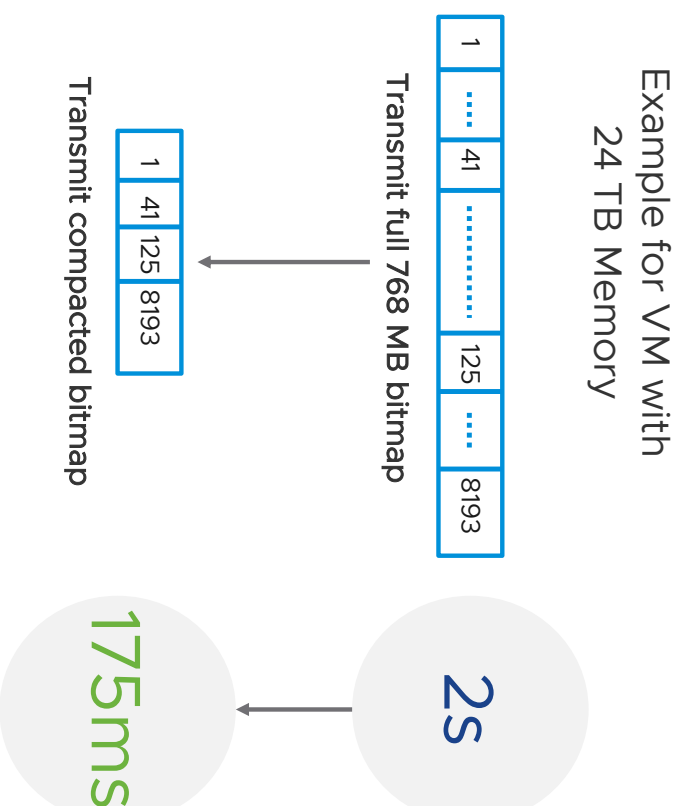 Example for VM with
24 TB Memory
1 ..... 41 ............... 125 ..... 8193
Transmit full 768 MB bitmap
1 41 125 8193
Transmit compacted bitmap
2s
175ms